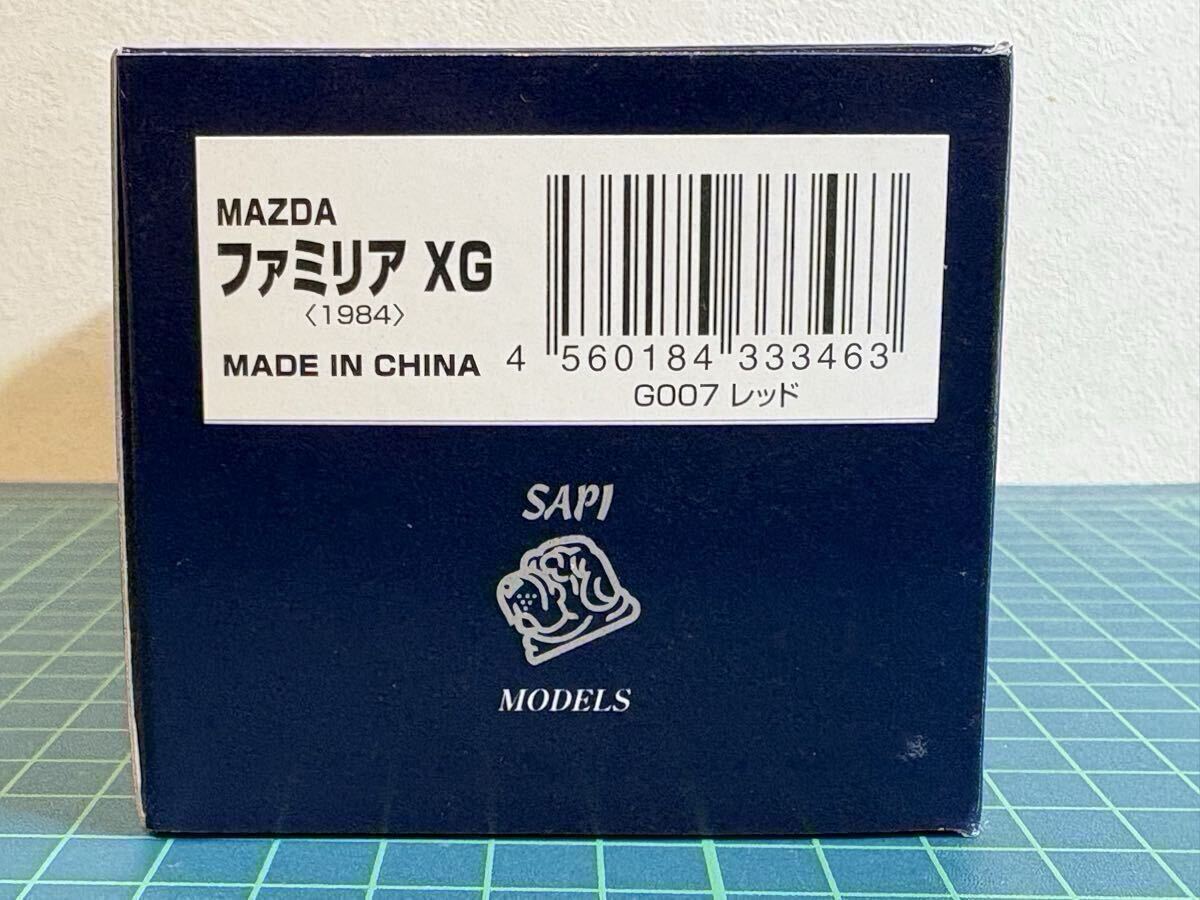 MAZDA
ファミリア XG
〈1984〉
MADE IN CHINA
4 560184 333463
G007 レッド
SAPI
MODELS